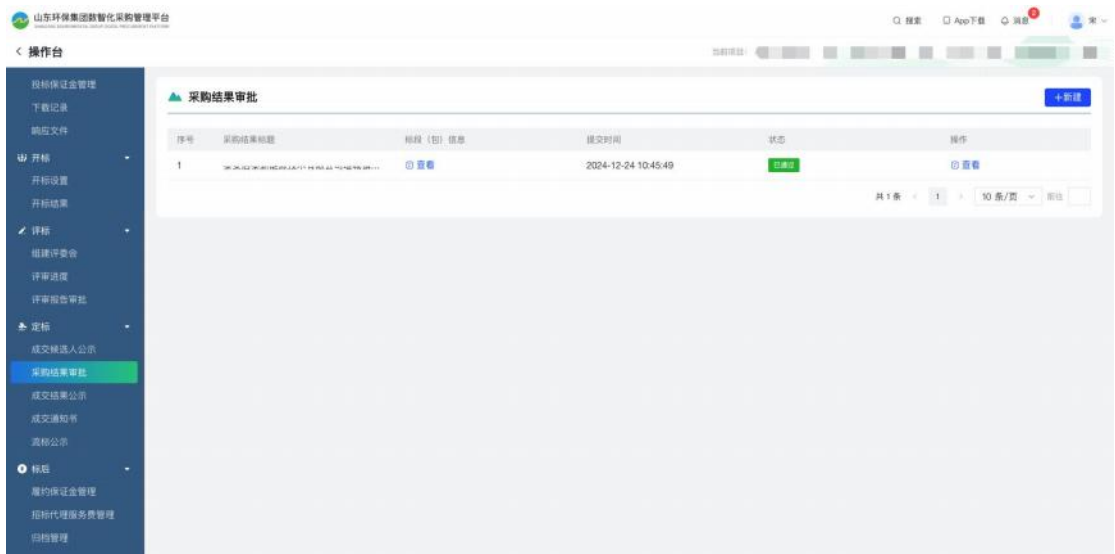 山东环保集团数智化采购管理平台
搜索 App下载 消息 2 宋
操作台
当前项目:
投标保证金管理
下载记录
响应文件
开标
开标设置
开标结果
评标
组建评委会
评审进度
评审报告审批
定标
成交候选人公示
采购结果审批
成交结果公示
成交通知书
流标公示
标后
履约保证金管理
招标代理服务费管理
归档管理
采购结果审批
+新建
序号 采购结果标题 标段(包)信息 提交时间 状态 操作
1 查看 2024-12-24 10:45:49 已通过 查看
共 1 条 < 1 > 10 条/页 前往